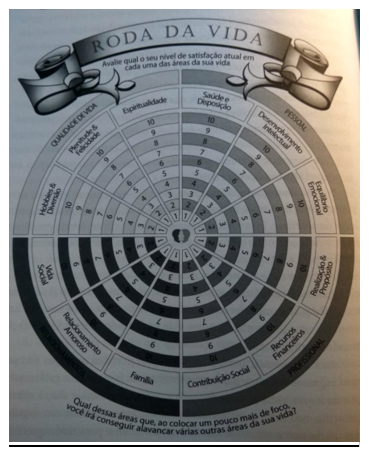 RODA DA VIDA
Avalie qual o seu nível de satisfação atual em
cada uma das áreas da sua vida
QUALIDADE DE VIDA
PESSOAL
PROFISSIONAL
Espiritualidade
Saúde e
Disposição
Desenvolvimento
Intelectual
Equilíbrio
Emocional
Realização &
Propósito
Recursos
Financeiros
Contribuição Social
Família
Relacionamento
Amoroso
Vida
Social
Hobbies &
Diversão
Plenitude &
Felicidade
10
9
8
7
6
5
4
3
2
1
Qual dessas áreas que, ao colocar um pouco mais de foco,
você irá conseguir alavancar várias outras áreas da sua vida?